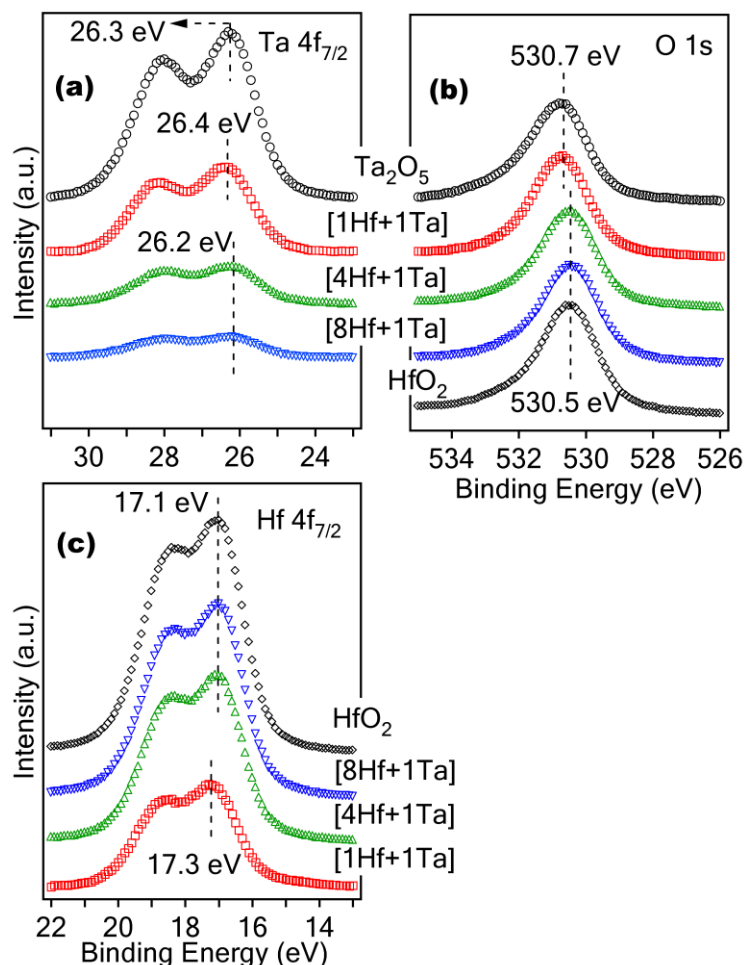 26.3 eV
Ta 4f7/2
(a)
26.4 eV
26.2 eV
Intensity (a.u.)
30 28 26 24
530.7 eV
O 1s
(b)
Ta2O5
[1Hf+1Ta]
[4Hf+1Ta]
[8Hf+1Ta]
HfO2
530.5 eV
534 532 530 528 526
Binding Energy (eV)
17.1 eV
Hf 4f7/2
(c)
Intensity (a.u.)
HfO2
[8Hf+1Ta]
[4Hf+1Ta]
[1Hf+1Ta]
17.3 eV
22 20 18 16 14
Binding Energy (eV)